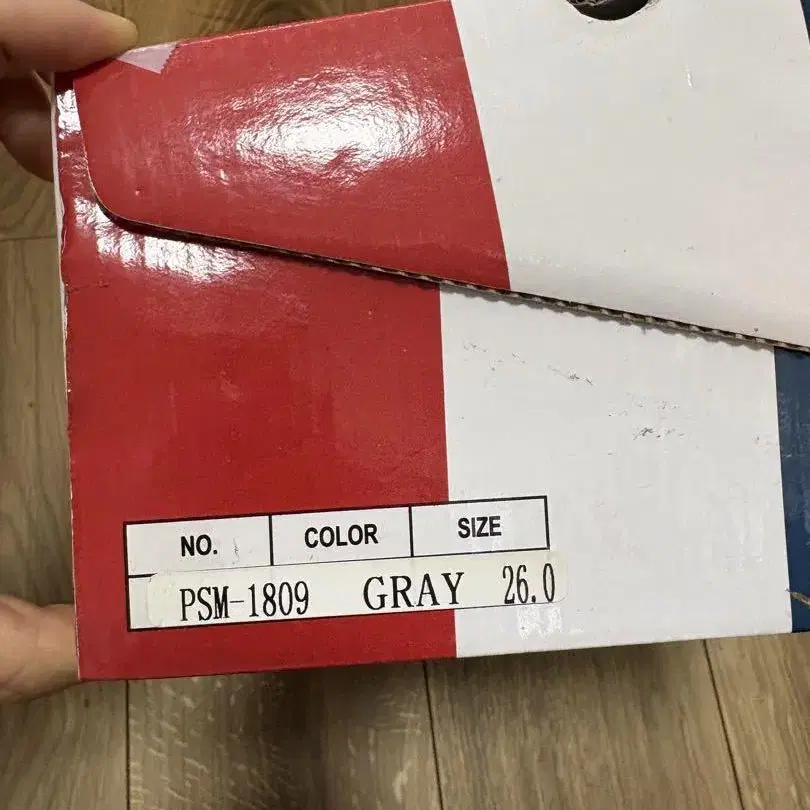 NO. COLOR SIZE
PSM-1809 GRAY 26.0